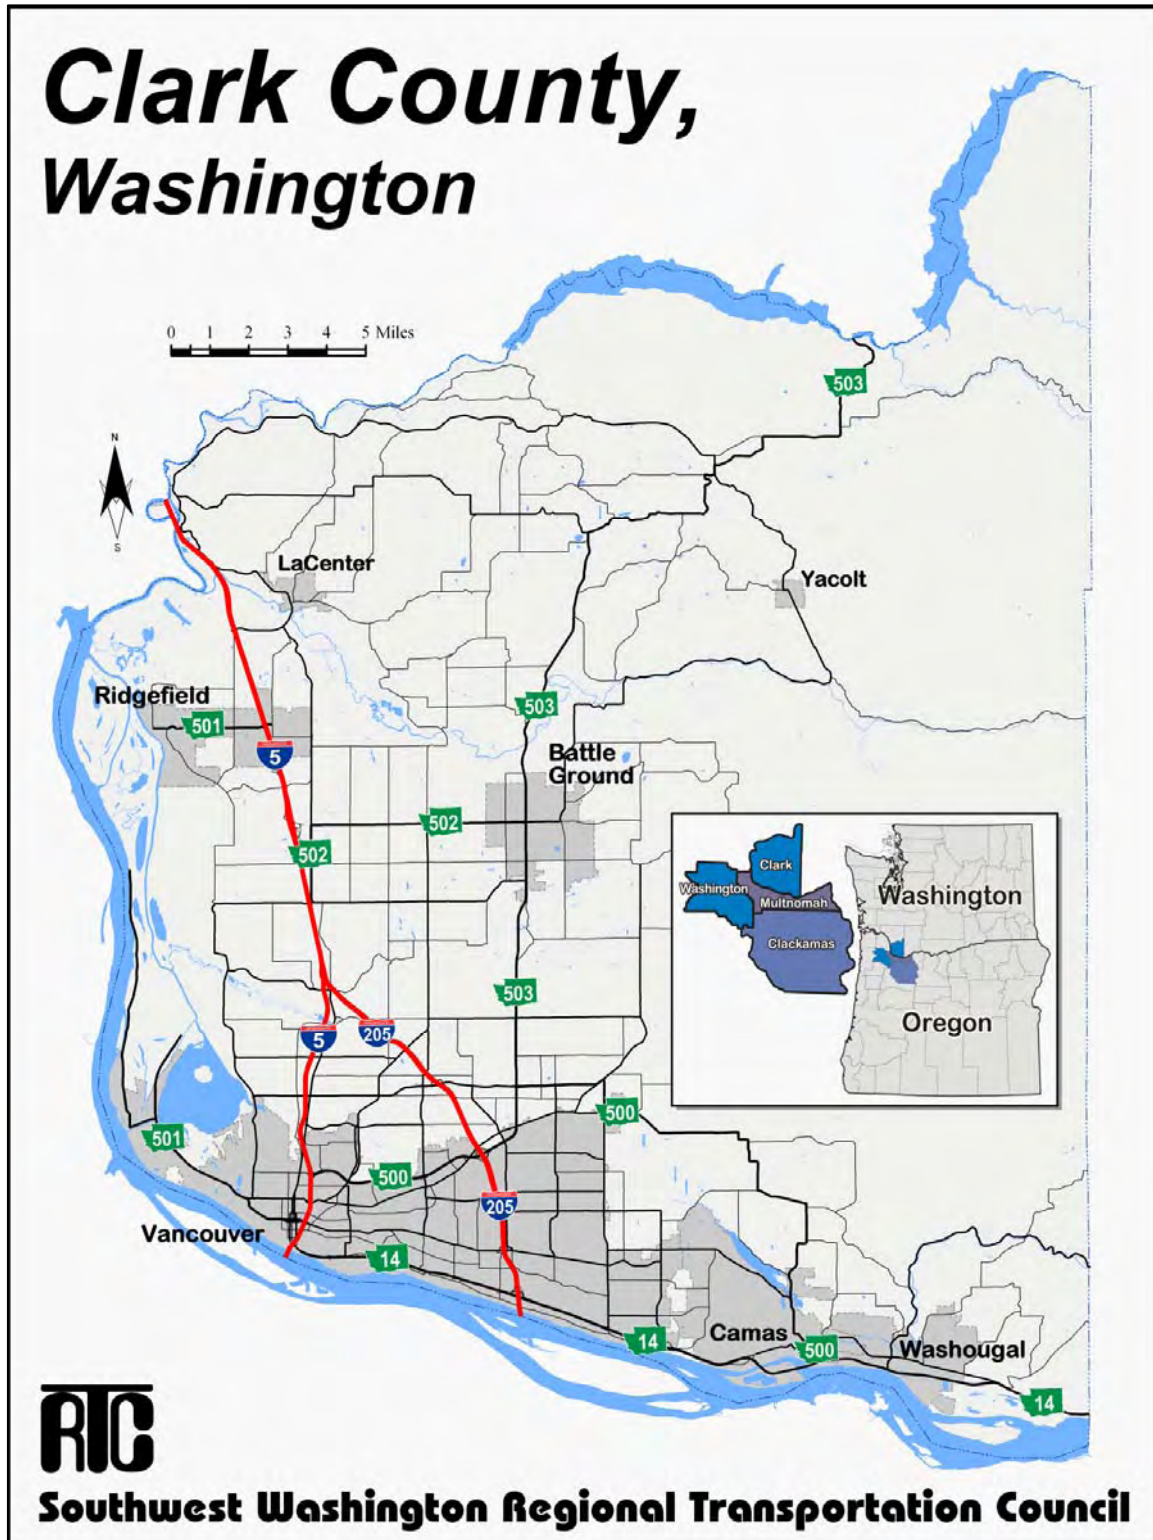 Clark County,
Washington
0 1 2 3 4 5 Miles
503
N
S
LaCenter
Yacolt
Ridgefield
501
503
5
Battle
Ground
502
502
Clark
Washington
Multnomah
Clackamas
Washington
Oregon
503
5
205
500
501
500
205
Vancouver
14
14
Camas
500
Washougal
14
RTC
Southwest Washington Regional Transportation Council